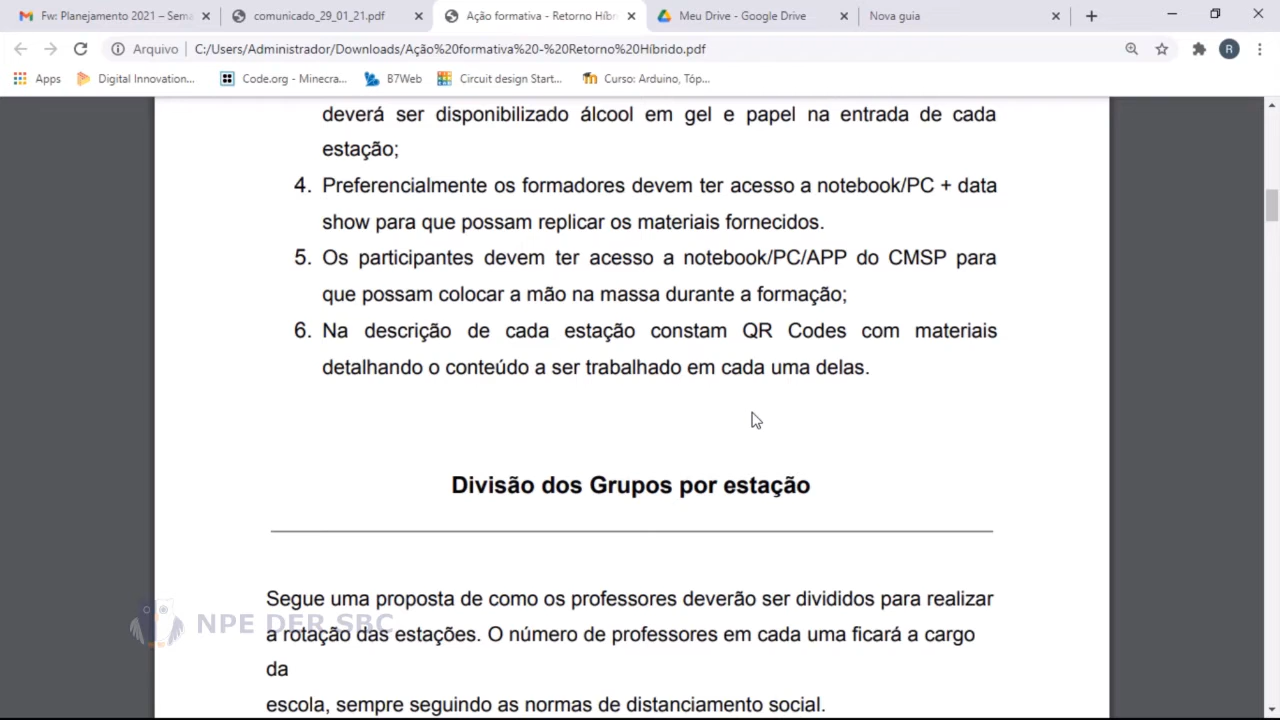 Fw: Planejamento 2021 – Sema
comunicado_29_01_21.pdf
Ação formativa - Retorno Híbr
Meu Drive - Google Drive
Nova guia
Arquivo
C:/Users/Administrador/Downloads/Ação%20formativa%20-%20Retorno%20Híbrido.pdf
R
Apps
Digital Innovation...
Code.org - Minecra...
B7Web
Circuit design Start...
Curso: Arduino, Tóp...
deverá ser disponibilizado álcool em gel e papel na entrada de cada
estação;
4. Preferencialmente os formadores devem ter acesso a notebook/PC + data
show para que possam replicar os materiais fornecidos.
5. Os participantes devem ter acesso a notebook/PC/APP do CMSP para
que possam colocar a mão na massa durante a formação;
6. Na descrição de cada estação constam QR Codes com materiais
detalhando o conteúdo a ser trabalhado em cada uma delas.
Divisão dos Grupos por estação
Segue uma proposta de como os professores deverão ser divididos para realizar
NPE DER SBC
a rotação das estações. O número de professores em cada uma ficará a cargo
da
escola, sempre seguindo as normas de distanciamento social.